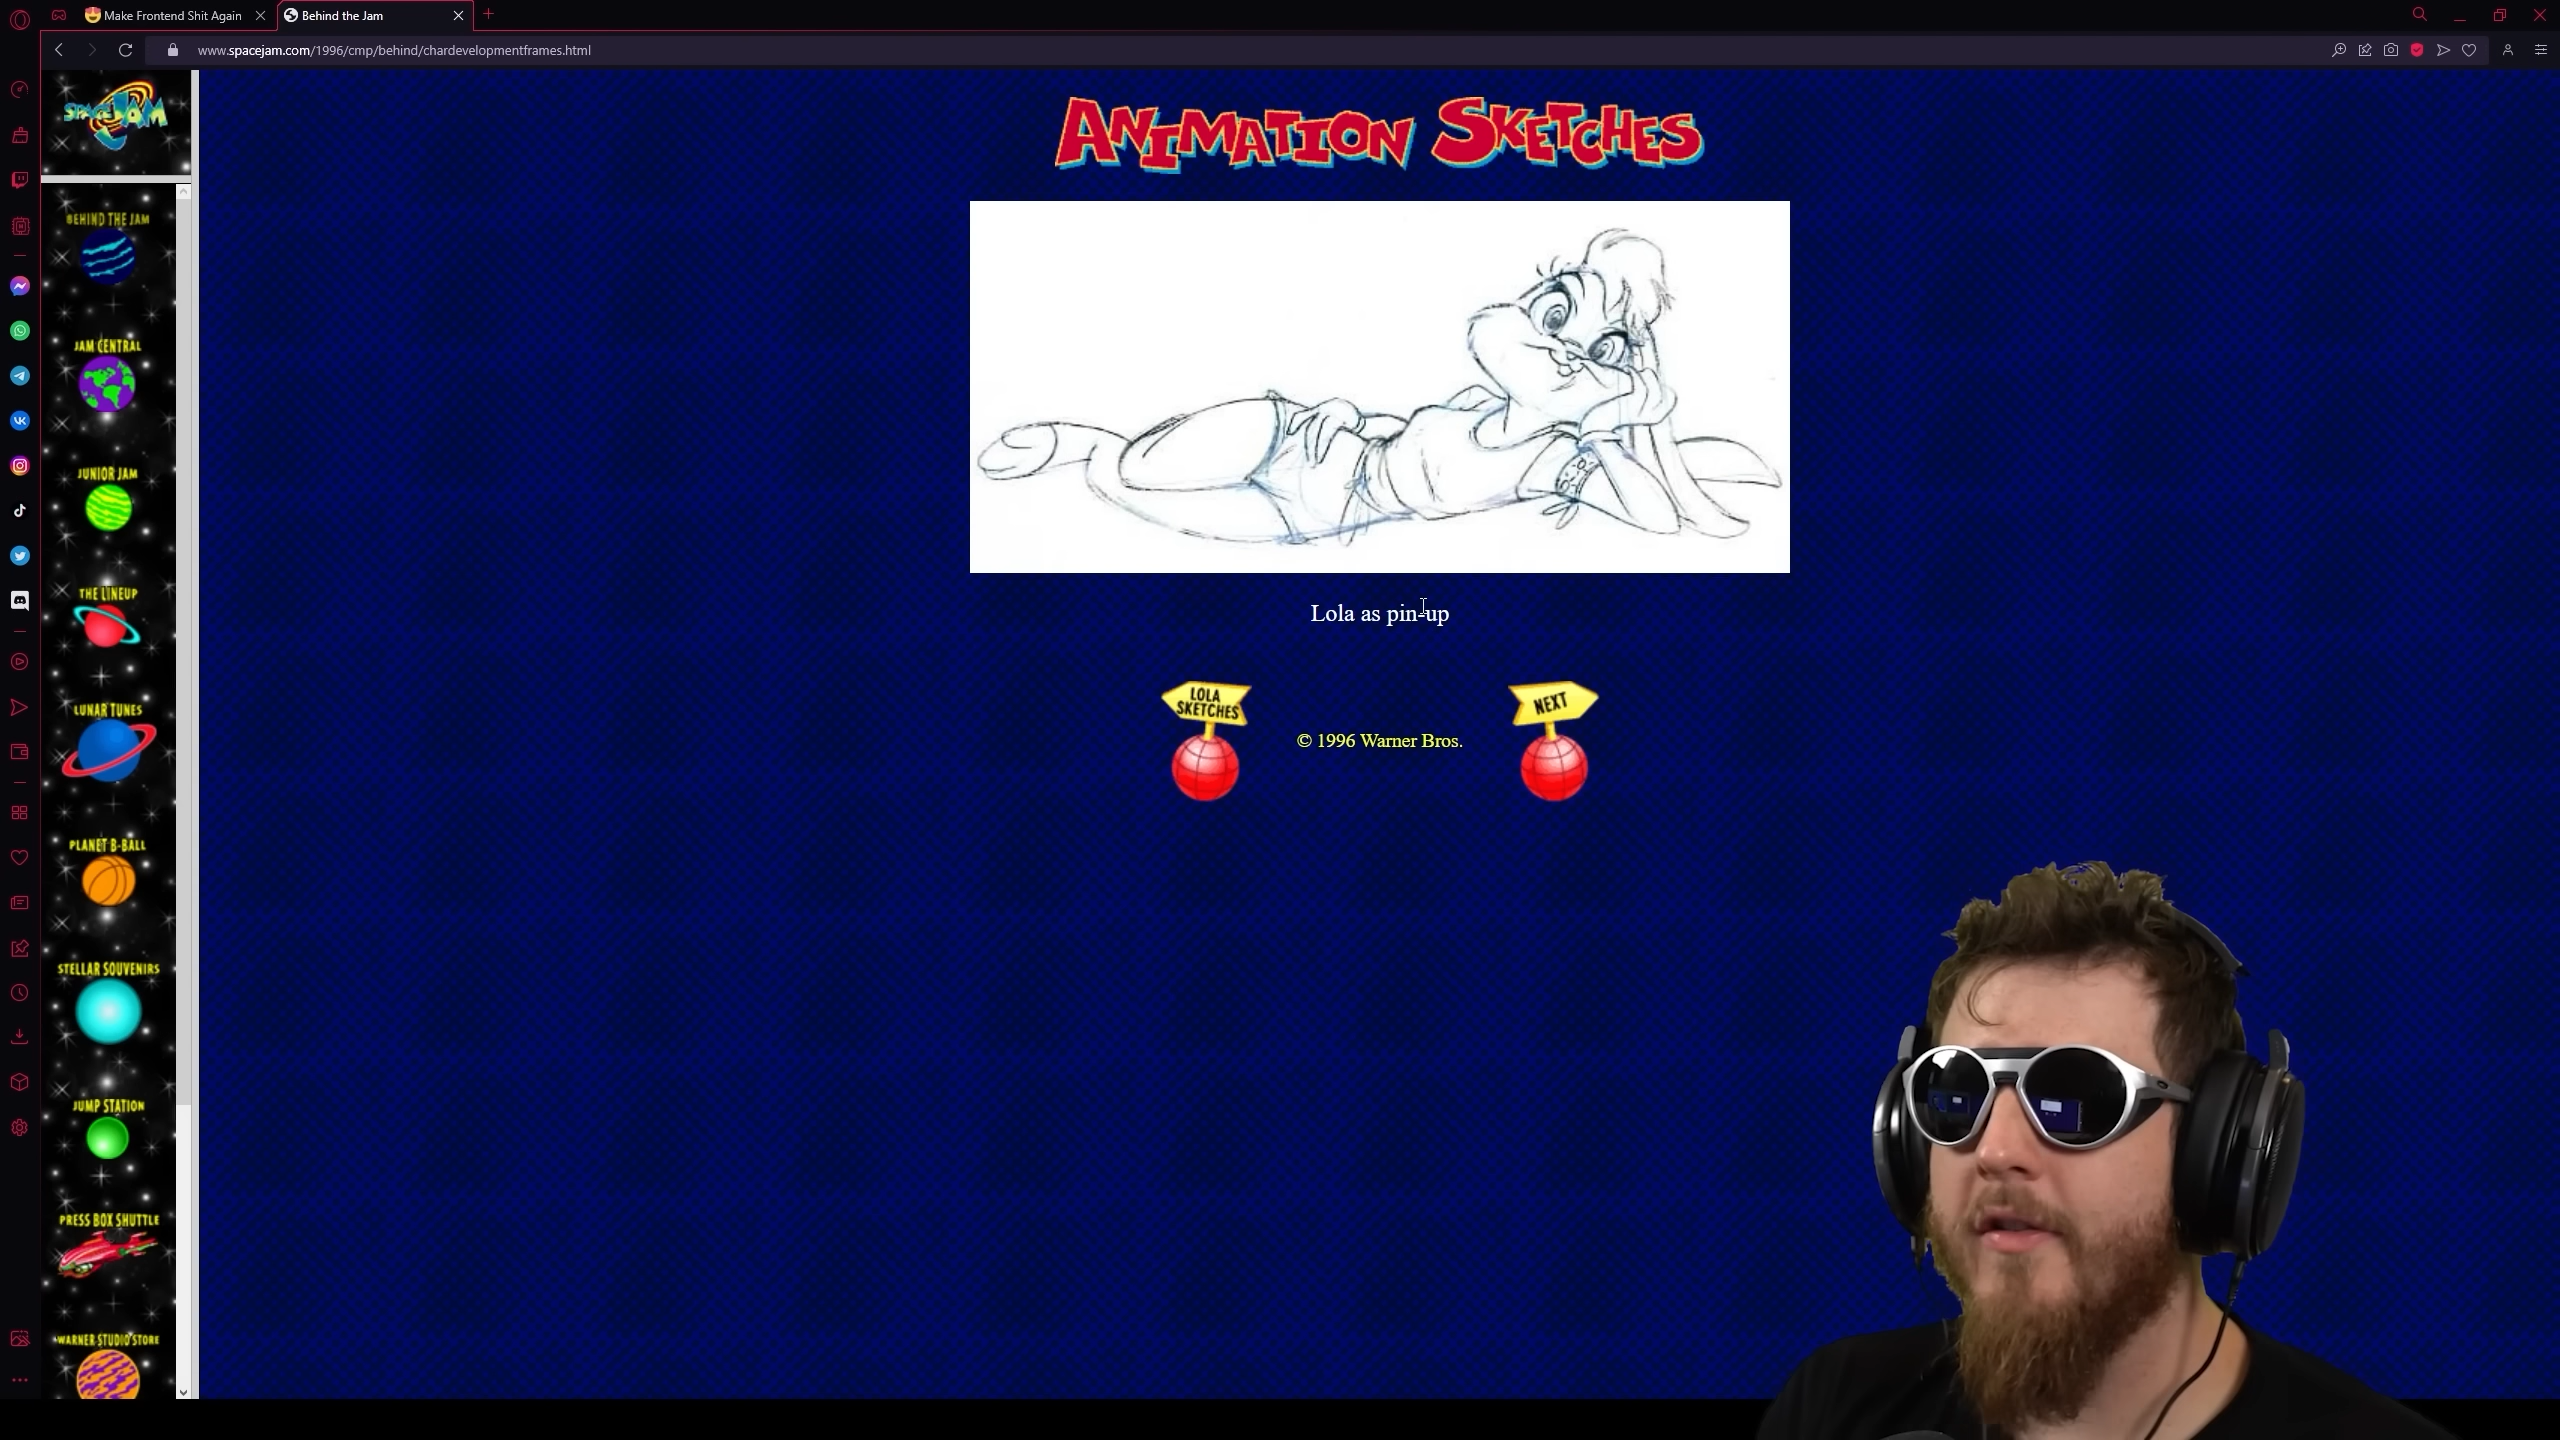 Make Frontend Shit Again
Behind the Jam
www.spacejam.com/1996/cmp/behind/chardevelopmentframes.html
SPACE JAM
BEHIND THE JAM
JAM CENTRAL
JUNIOR JAM
THE LINEUP
LUNAR TUNES
PLANET B-BALL
STELLAR SOUVENIRS
JUMP STATION
PRESS BOX SHUTTLE
WARNER STUDIO STORE
ANIMATION SKETCHES
Lola as pin-up
LOLA
SKETCHES
NEXT
© 1996 Warner Bros.